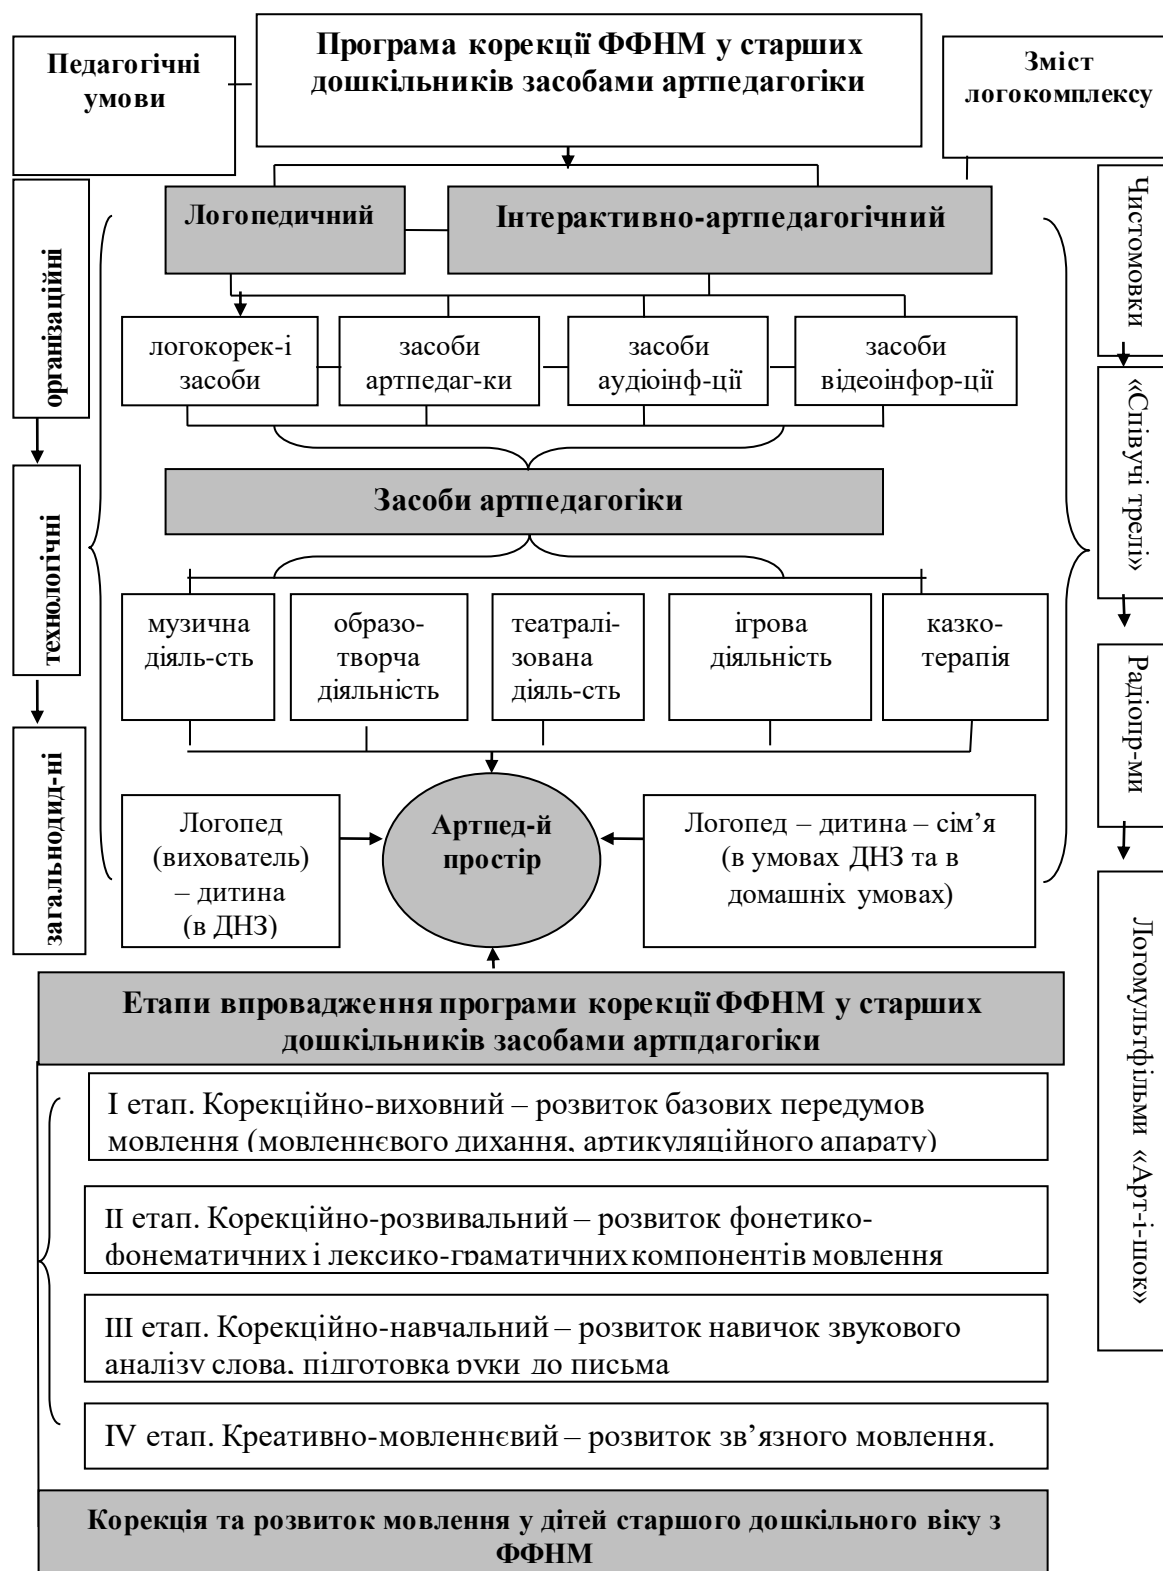 Програма корекції ФФНМ у старших
дошкільників засобами артпедагогіки
Педагогічні
умови
Зміст
логокомплексу
Логопедичний
Інтерактивно-артпедагогічний
організаційні
технологічні
загальнодид-ні
Чистомовки
«Співучі трелі»
Радіопр-ми
Логомультфільми «Арт-і-шок»
логокорек-і
засоби
засоби
артпедаг-ки
засоби
аудіоінф-ції
засоби
відеоінфор-ції
Засоби артпедагогіки
музична
діяль-сть
образо-
творча
діяльність
театралі-
зована
діяль-сть
ігрова
діяльність
казко-
терапія
Логопед
(вихователь)
– дитина
(в ДНЗ)
Артпед-й
простір
Логопед – дитина – сім’я
(в умовах ДНЗ та в
домашніх умовах)
Етапи впровадження програми корекції ФФНМ у старших
дошкільників засобами артпдагогіки
І етап. Корекційно-виховний – розвиток базових передумов
мовлення (мовленнєвого дихання, артикуляційного апарату)
ІІ етап. Корекційно-розвивальний – розвиток фонетико-
фонематичних і лексико-граматичних компонентів мовлення
ІІІ етап. Корекційно-навчальний – розвиток навичок звукового
аналізу слова, підготовка руки до письма
IV етап. Креативно-мовленнєвий – розвиток зв’язного мовлення.
Корекція та розвиток мовлення у дітей старшого дошкільного віку з
ФФНМ